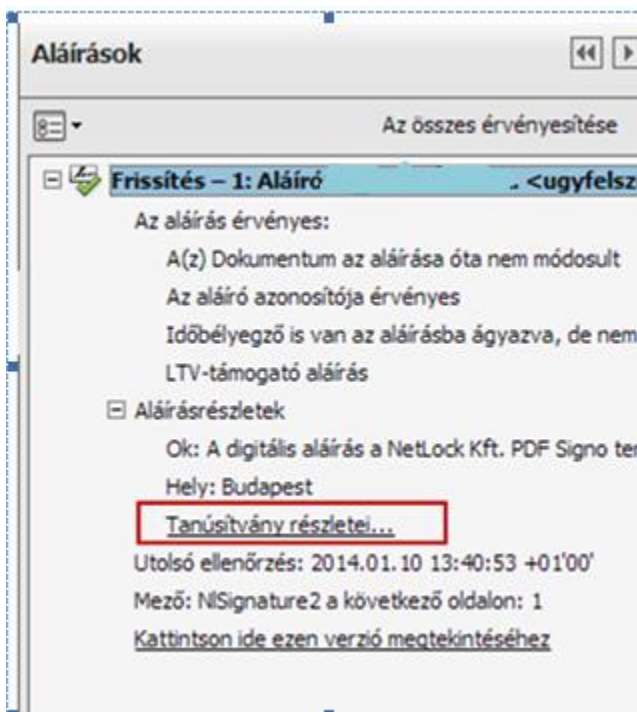 Aláírások
Az összes érvényesítése
Frissítés – 1: Aláíró . <ugyfelsz
Az aláírás érvényes:
A(z) Dokumentum az aláírása óta nem módosult
Az aláíró azonosítója érvényes
Időbélyegző is van az aláírásba ágyazva, de nem
LTV-támogató aláírás
Aláírásrészletek
Ok: A digitális aláírás a NetLock Kft. PDF Signo ter
Hely: Budapest
Tanúsítvány részletei...
Utolsó ellenőrzés: 2014.01.10 13:40:53 +01'00'
Mező: NlSignature2 a következő oldalon: 1
Kattintson ide ezen verzió megtekintéséhez